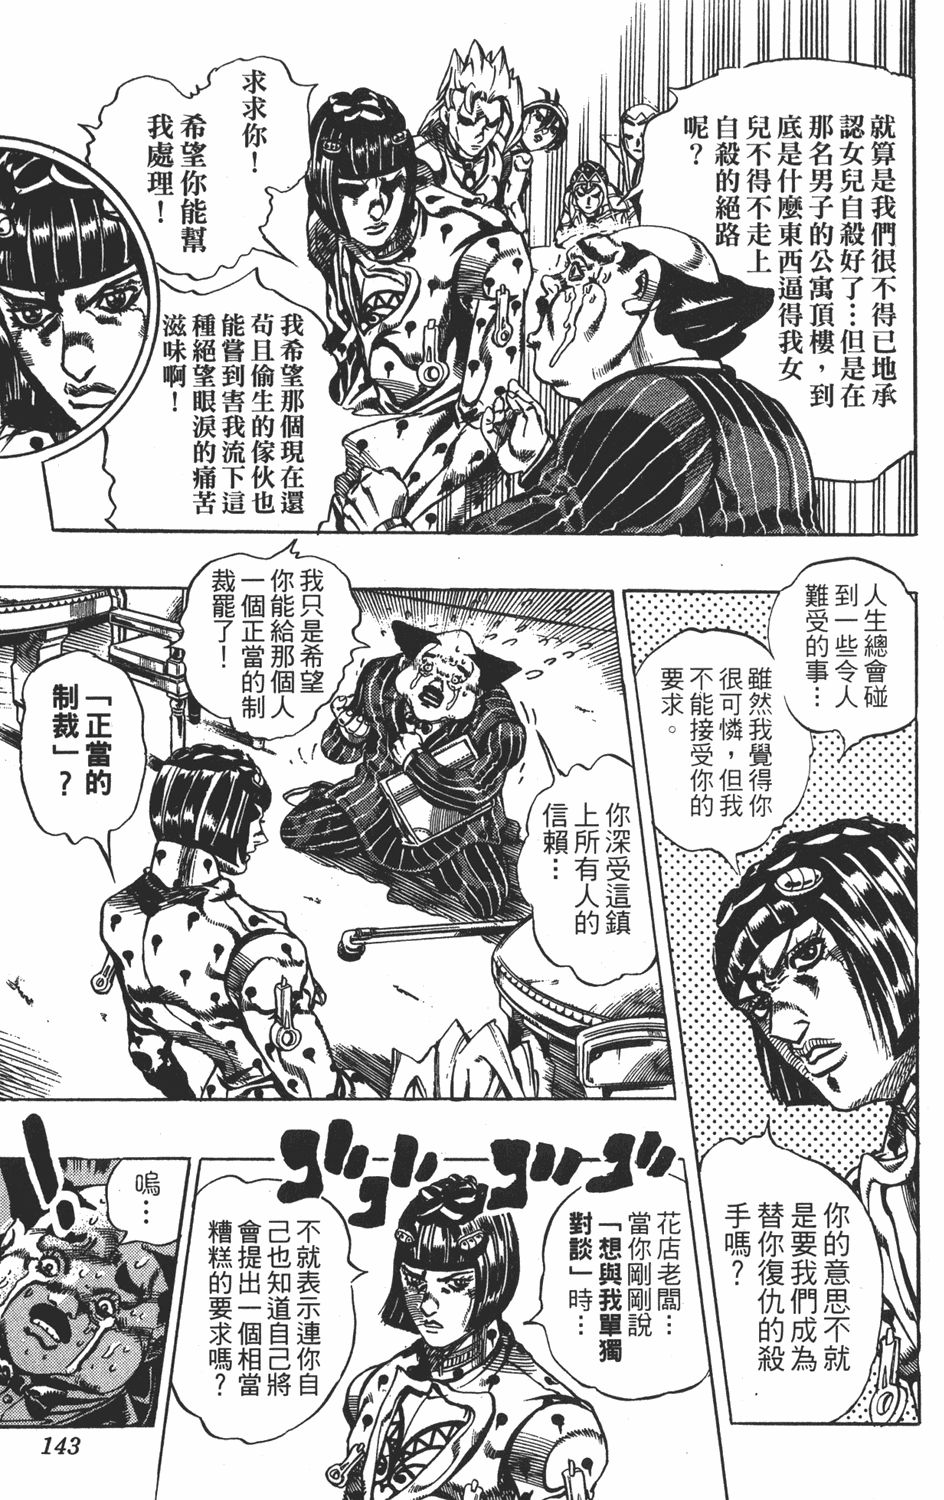 就算是我們很不得已地承
認女兒自殺好了…但是在
那名男子的公寓頂樓，到
底是什麼東西逼得我女
兒不得不走上
自殺的絕路
呢？
求求你！
希望你能幫
我處理！
我希望那個現在還
苟且偷生的傢伙也
能嘗到害我流下這
種絕望眼淚的痛苦
滋味啊！
人生總會碰
到一些令人
難受的事…
雖然我覺得你
很可憐，但我
不能接受你的
要求。
你的意思不就
是要我們成為
替你復仇的殺
手嗎？
你深受這鎮
上所有人的
信賴…
我只是希望
你能給那個人
一個正當的制
裁罷了！
「正當的
制裁」？
花店老闆…
當你剛剛說
「想與我單獨
對談」時…
不就表示連你自
己也知道自己將
會提出一個相當
糟糕的要求嗎？
ゴゴゴゴゴ
嗚…
！
143